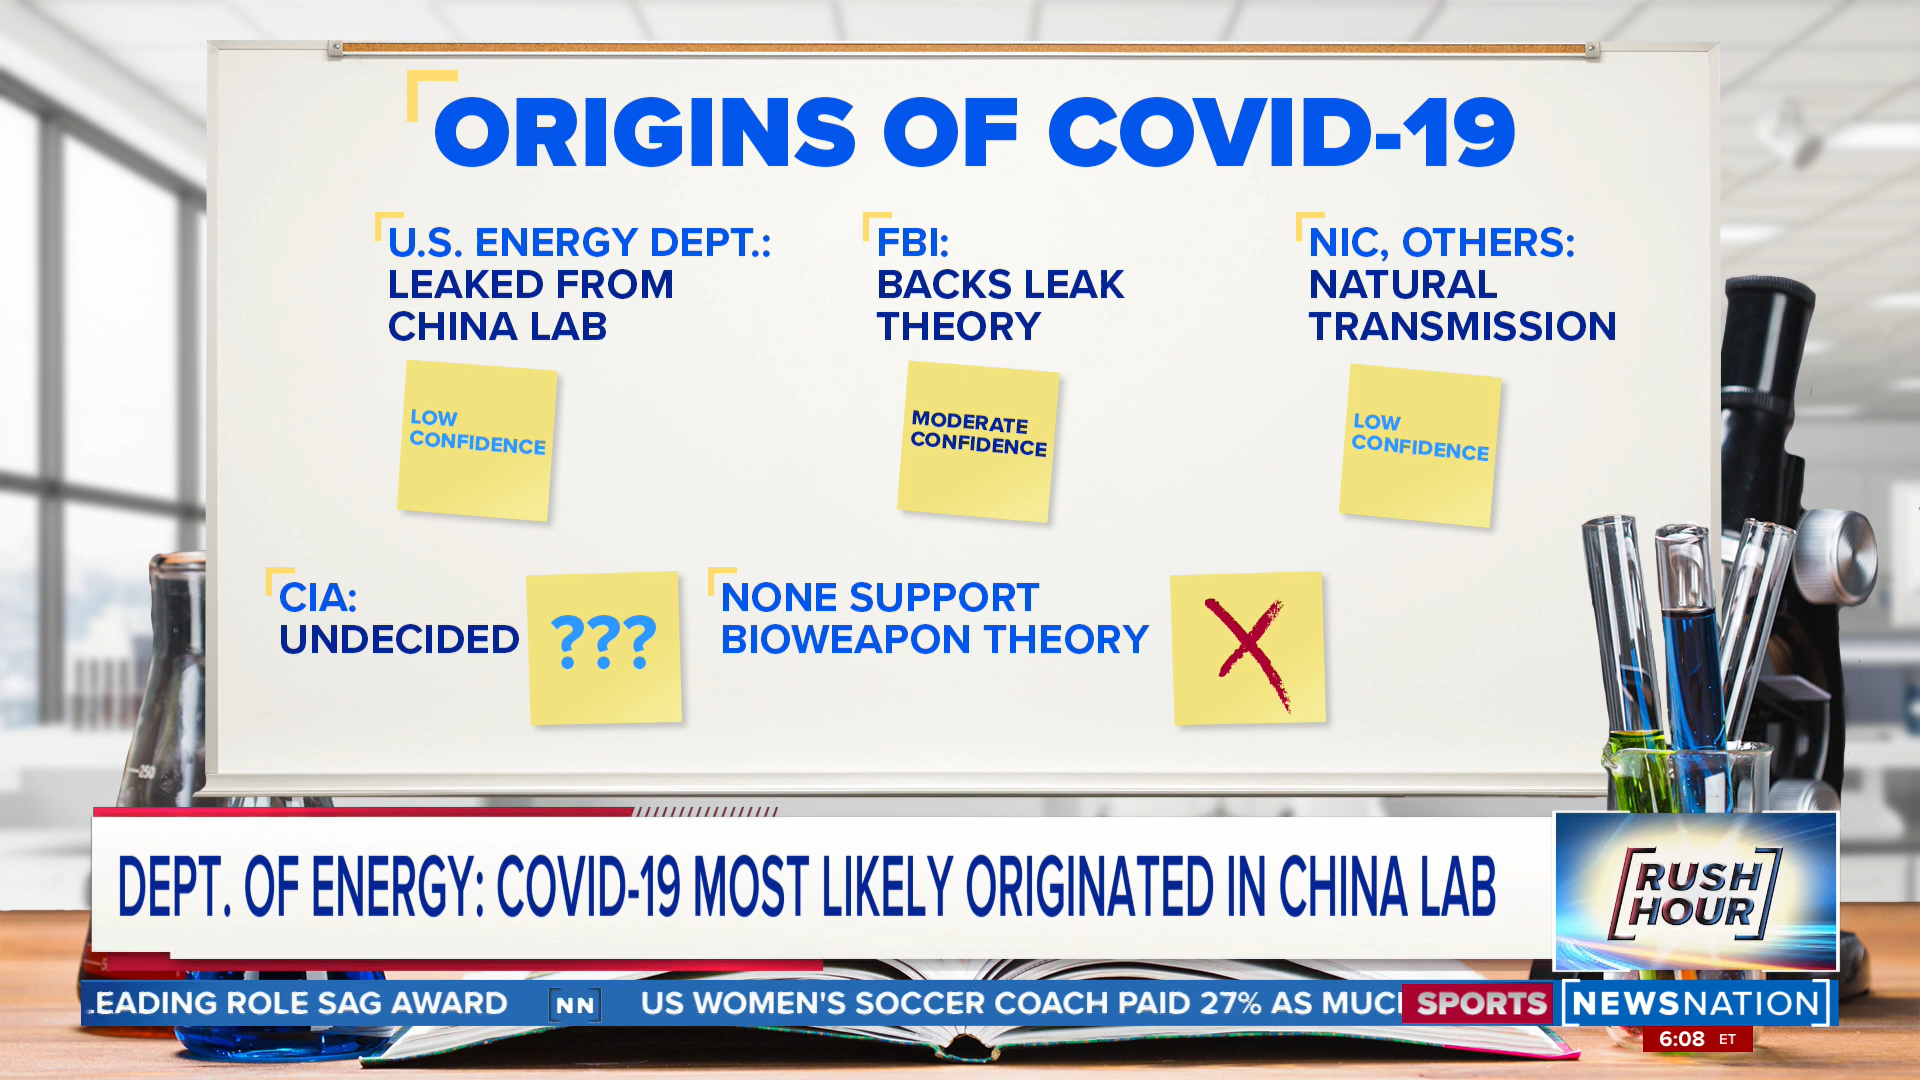 ORIGINS OF COVID-19
U.S. ENERGY DEPT.:
LEAKED FROM
CHINA LAB
LOW
CONFIDENCE
FBI:
BACKS LEAK
THEORY
MODERATE
CONFIDENCE
NIC, OTHERS:
NATURAL
TRANSMISSION
LOW
CONFIDENCE
CIA:
UNDECIDED
???
NONE SUPPORT
BIOWEAPON THEORY
250
DEPT. OF ENERGY: COVID-19 MOST LIKELY ORIGINATED IN CHINA LAB
RUSH
HOUR
EADING ROLE SAG AWARD NN US WOMEN'S SOCCER COACH PAID 27% AS MUC
SPORTS
NEWSNATION
6:08 ET